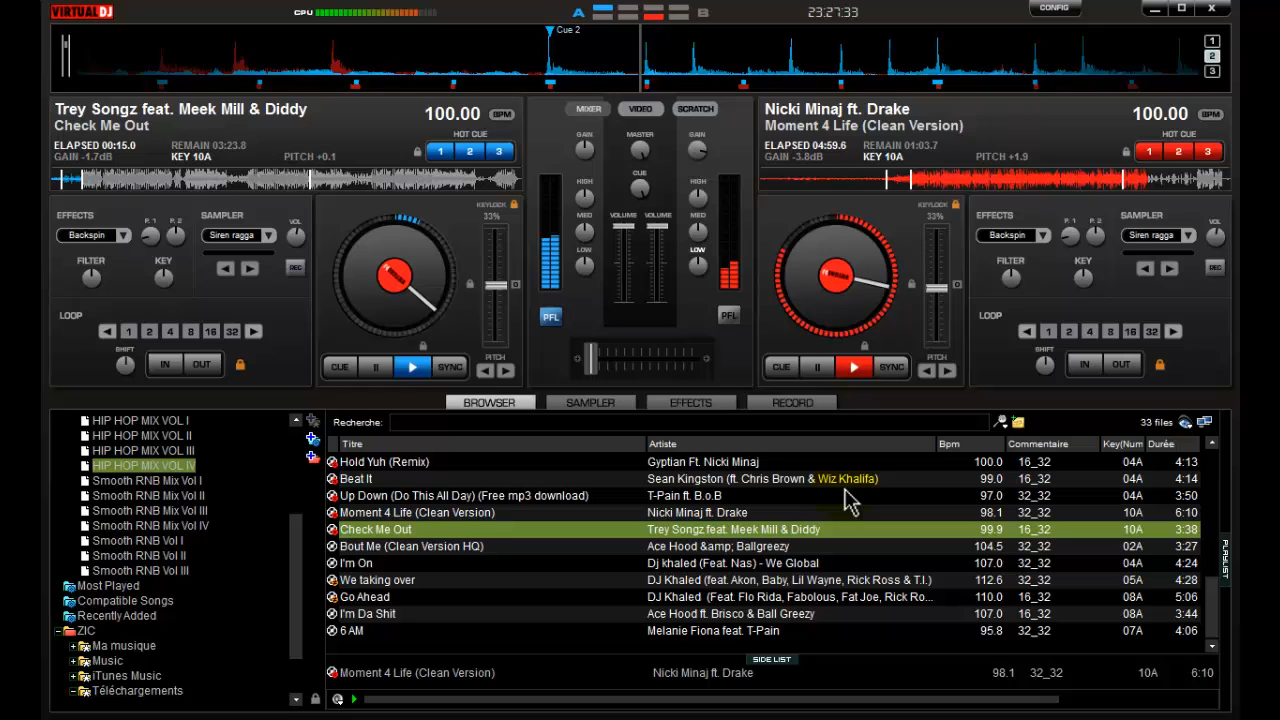 VIRTUAL DJ
CPU
A
B
23:27:33
CONFIG
Cue 2
1
2
3
Trey Songz feat. Meek Mill & Diddy
Check Me Out
100.00 BPM
HOT CUE
ELAPSED 00:15.0
REMAIN 03:23.8
GAIN -1.7dB
KEY 10A
PITCH +0.1
1 2 3
MIXER VIDEO SCRATCH
GAIN MASTER GAIN
CUE
HIGH HIGH
MED VOLUME VOLUME MED
LOW LOW
PFL PFL
Nicki Minaj ft. Drake
Moment 4 Life (Clean Version)
100.00 BPM
HOT CUE
ELAPSED 04:59.6
REMAIN 01:03.7
GAIN -3.8dB
KEY 10A
PITCH +1.9
1 2 3
EFFECTS P. 1 P. 2 SAMPLER VOL
Backspin Siren ragga
FILTER KEY REC
LOOP
1 2 4 8 16 32
SHIFT IN OUT
KEYLOCK
33%
CUE II SYNC PITCH
KEYLOCK
33%
CUE II SYNC PITCH
EFFECTS P. 1 P. 2 SAMPLER VOL
Backspin Siren ragga
FILTER KEY REC
LOOP
1 2 4 8 16 32
SHIFT IN OUT
BROWSER SAMPLER EFFECTS RECORD
HIP HOP MIX VOL I
HIP HOP MIX VOL II
HIP HOP MIX VOL III
HIP HOP MIX VOL IV
Smooth RNB Mix Vol I
Smooth RNB Mix Vol II
Smooth RNB Mix Vol III
Smooth RNB Mix Vol IV
Smooth RNB Vol I
Smooth RNB Vol II
Smooth RNB Vol III
Most Played
Compatible Songs
Recently Added
ZIC
Ma musique
Music
iTunes Music
Téléchargements
Recherche:
33 files
Titre Artiste Bpm Commentaire Key(Num Durée
Hold Yuh (Remix) Gyptian Ft. Nicki Minaj 100.0 16_32 04A 4:13
Beat It Sean Kingston (ft. Chris Brown & Wiz Khalifa) 99.0 16_32 04A 4:14
Up Down (Do This All Day) (Free mp3 download) T-Pain ft. B.o.B 97.0 32_32 04A 3:50
Moment 4 Life (Clean Version) Nicki Minaj ft. Drake 98.1 32_32 10A 6:10
Check Me Out Trey Songz feat. Meek Mill & Diddy 99.9 16_32 10A 3:38
Bout Me (Clean Version HQ) Ace Hood &amp; Ballgreezy 104.5 32_32 02A 3:27
I'm On Dj khaled (Feat. Nas) - We Global 107.0 32_32 04A 4:24
We taking over DJ Khaled (feat. Akon, Baby, Lil Wayne, Rick Ross & T.I.) 112.6 32_32 05A 4:28
Go Ahead DJ Khaled (Feat. Flo Rida, Fabolous, Fat Joe, Rick Ro... 110.0 32_32 08A 5:06
I'm Da Shit Ace Hood ft. Brisco & Ball Greezy 107.0 32_32 08A 3:44
6 AM Melanie Fiona feat. T-Pain 95.8 32_32 07A 4:06
PLAYLIST
SIDE LIST
Moment 4 Life (Clean Version) Nicki Minaj ft. Drake 98.1 32_32 10A 6:10